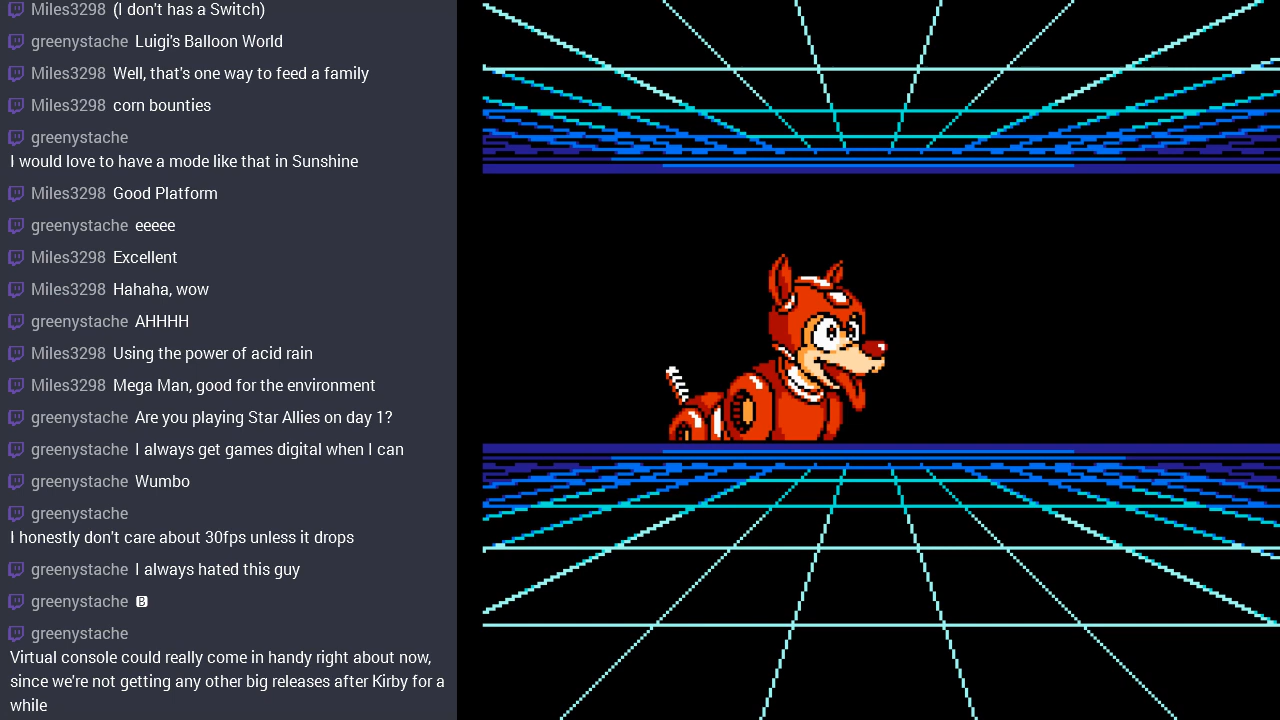 Miles3298 (I don't has a Switch)
greenystache Luigi's Balloon World
Miles3298 Well, that's one way to feed a family
Miles3298 corn bounties
greenystache
I would love to have a mode like that in Sunshine
Miles3298 Good Platform
greenystache eeeee
Miles3298 Excellent
Miles3298 Hahaha, wow
greenystache AHHHH
Miles3298 Using the power of acid rain
Miles3298 Mega Man, good for the environment
greenystache Are you playing Star Allies on day 1?
greenystache I always get games digital when I can
greenystache Wumbo
greenystache
I honestly don't care about 30fps unless it drops
greenystache I always hated this guy
greenystache 🅱
greenystache
Virtual console could really come in handy right about now,
since we're not getting any other big releases after Kirby for a
while